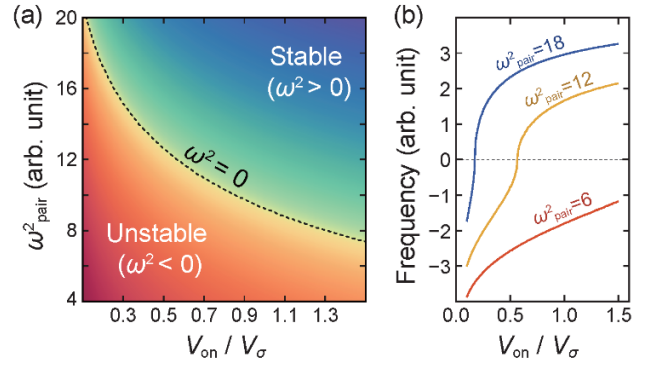 (a)
20
16
12
8
4
ω²pair (arb. unit)
Stable
(ω² > 0)
ω² = 0
Unstable
(ω² < 0)
0.3 0.5 0.7 0.9 1.1 1.3
Von / Vσ
(b)
3
2
1
0
−1
−2
−3
Frequency (arb. unit)
ω²pair=18
ω²pair=12
ω²pair=6
0.0 0.5 1.0 1.5
Von / Vσ